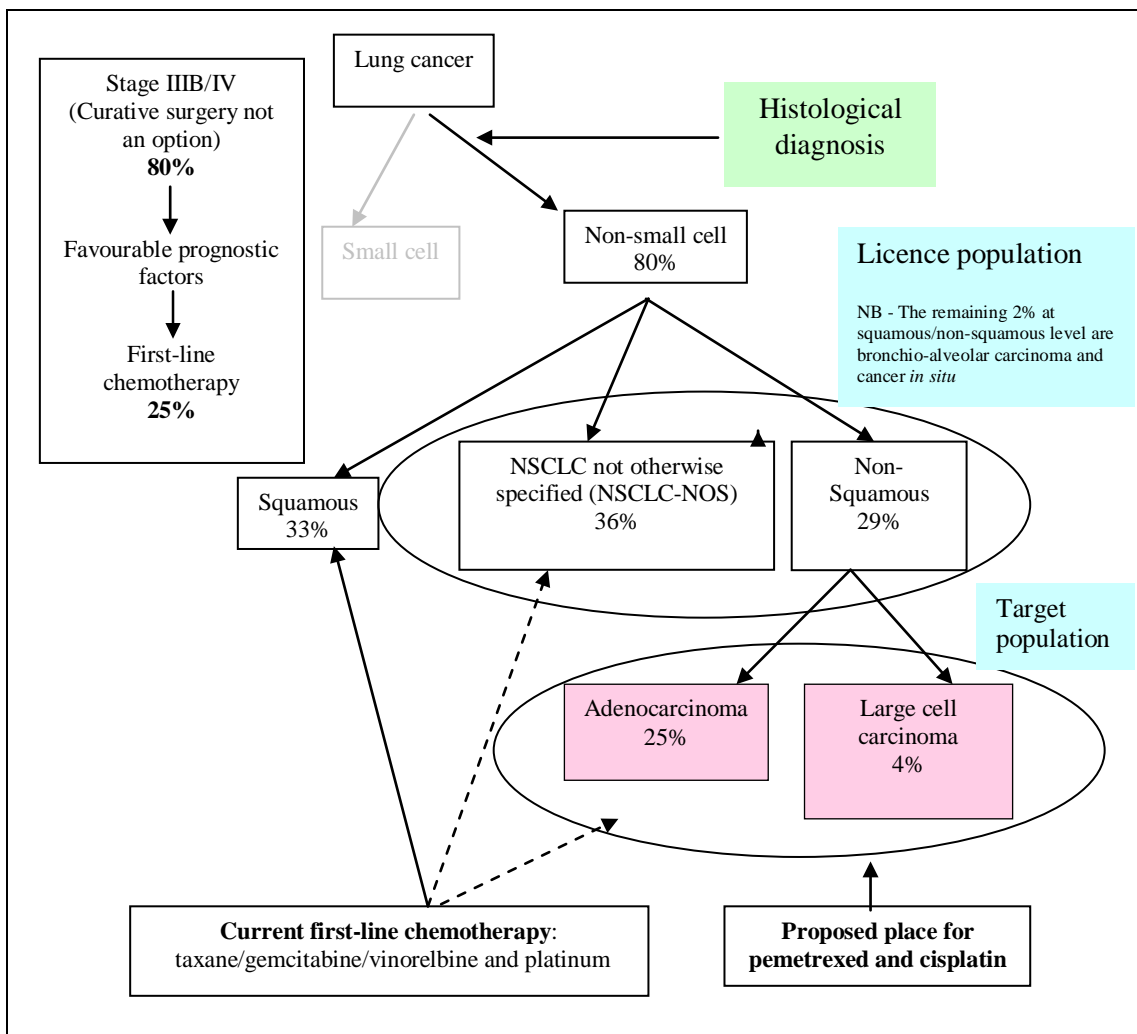 Stage IIIB/IV
(Curative surgery not
an option)
80%
Favourable prognostic
factors
First-line
chemotherapy
25%
Lung cancer
Histological
diagnosis
Small cell
Non-small cell
80%
Licence population
NB - The remaining 2% at
squamous/non-squamous level are
bronchio-alveolar carcinoma and
cancer in situ
Squamous
33%
NSCLC not otherwise
specified (NSCLC-NOS)
36%
Non-
Squamous
29%
Target
population
Adenocarcinoma
25%
Large cell
carcinoma
4%
Current first-line chemotherapy:
taxane/gemcitabine/vinorelbine and platinum
Proposed place for
pemetrexed and cisplatin